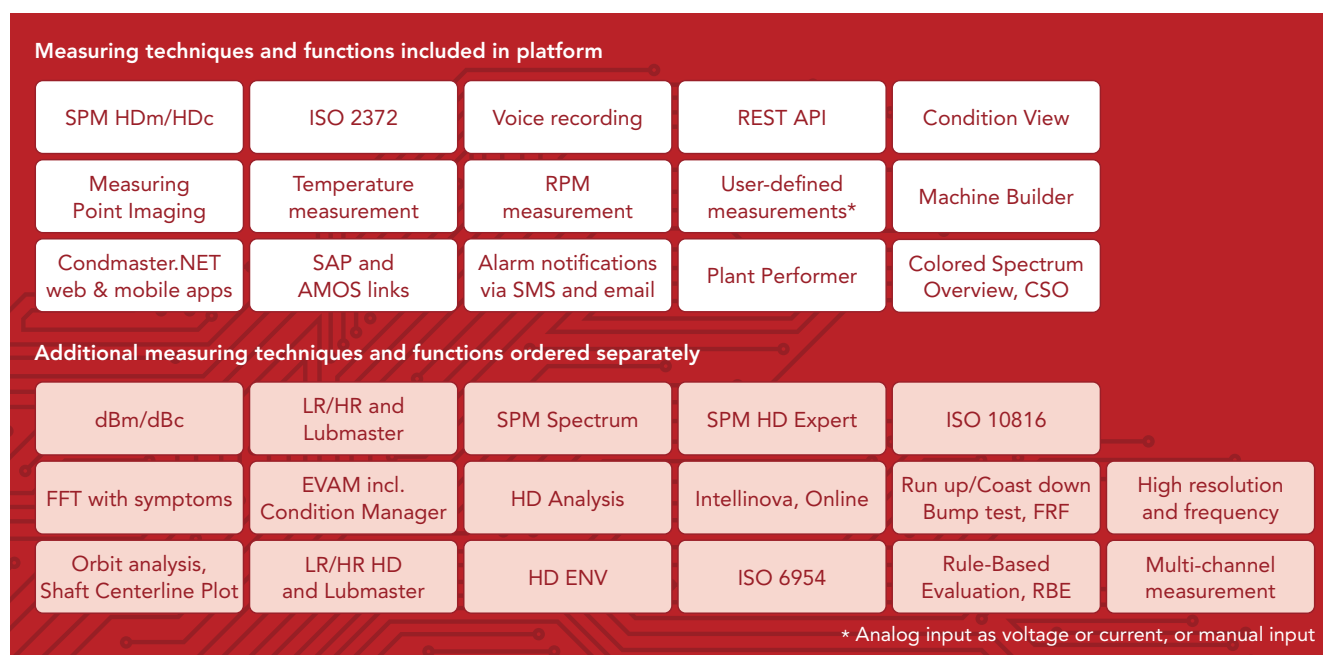 Measuring techniques and functions included in platform
SPM HDm/HDc
ISO 2372
Voice recording
REST API
Condition View
Measuring
Point Imaging
Temperature
measurement
RPM
measurement
User-defined
measurements*
Machine Builder
Condmaster.NET
web & mobile apps
SAP and
AMOS links
Alarm notifications
via SMS and email
Plant Performer
Colored Spectrum
Overview, CSO
Additional measuring techniques and functions ordered separately
dBm/dBc
LR/HR and
Lubmaster
SPM Spectrum
SPM HD Expert
ISO 10816
FFT with symptoms
EVAM incl.
Condition Manager
HD Analysis
Intellinova, Online
Run up/Coast down
Bump test, FRF
High resolution
and frequency
Orbit analysis,
Shaft Centerline Plot
LR/HR HD
and Lubmaster
HD ENV
ISO 6954
Rule-Based
Evaluation, RBE
Multi-channel
measurement
* Analog input as voltage or current, or manual input